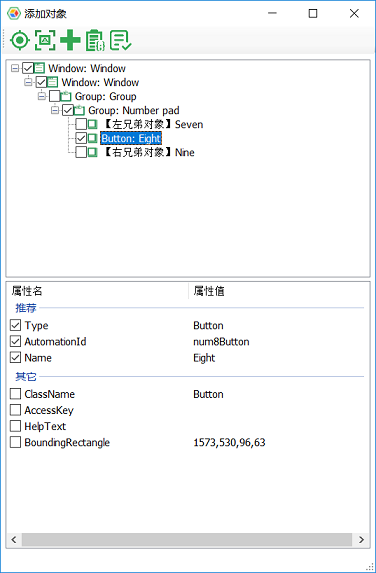 添加对象
Window: Window
Window: Window
Group: Group
Group: Number pad
【左兄弟对象】Seven
Button: Eight
【右兄弟对象】Nine
属性名 属性值
推荐
Type Button
AutomationId num8Button
Name Eight
其它
ClassName Button
AccessKey
HelpText
BoundingRectangle 1573,530,96,63